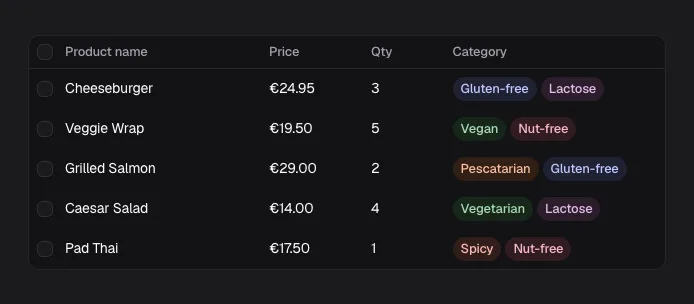 Product name Price Qty Category
Cheeseburger €24.95 3 Gluten-free Lactose
Veggie Wrap €19.50 5 Vegan Nut-free
Grilled Salmon €29.00 2 Pescatarian Gluten-free
Caesar Salad €14.00 4 Vegetarian Lactose
Pad Thai €17.50 1 Spicy Nut-free